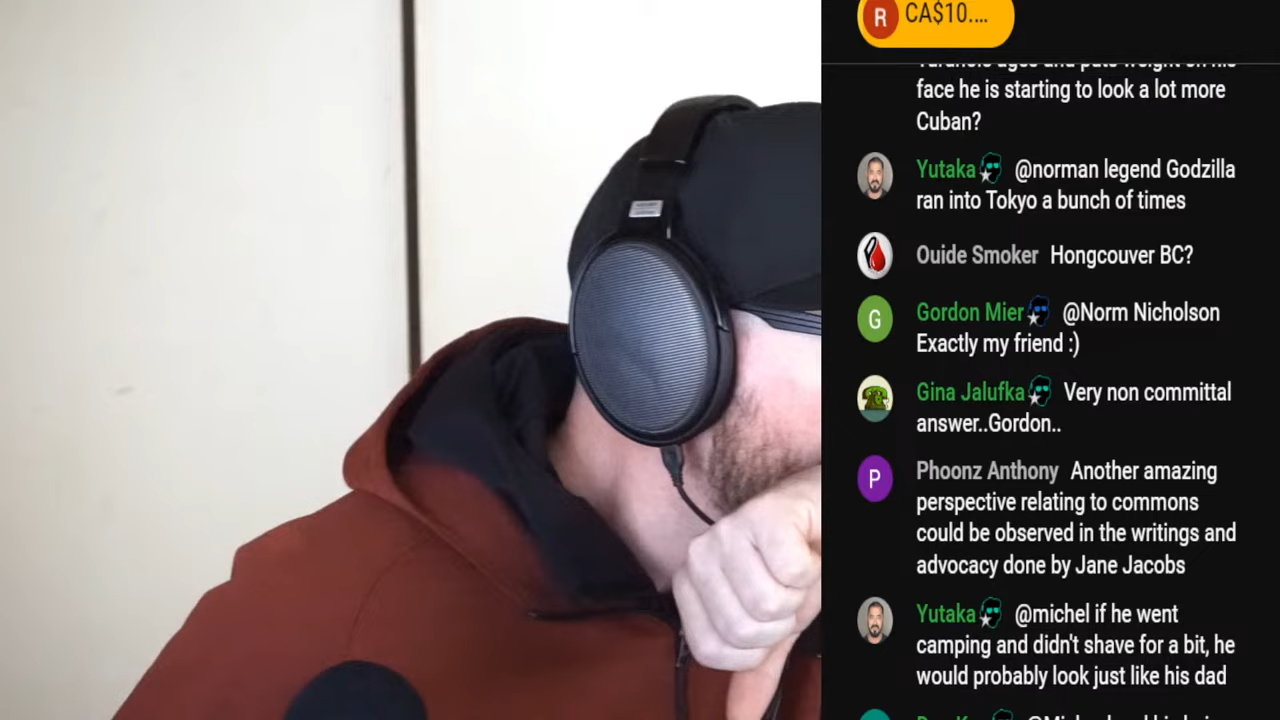 R CA$10....
face he is starting to look a lot more
Cuban?
Yutaka @norman legend Godzilla
ran into Tokyo a bunch of times
Ouide Smoker Hongcouver BC?
G Gordon Mier @Norm Nicholson
Exactly my friend :)
Gina Jalufka Very non committal
answer..Gordon..
P Phoonz Anthony Another amazing
perspective relating to commons
could be observed in the writings and
advocacy done by Jane Jacobs
Yutaka @michel if he went
camping and didn't shave for a bit, he
would probably look just like his dad